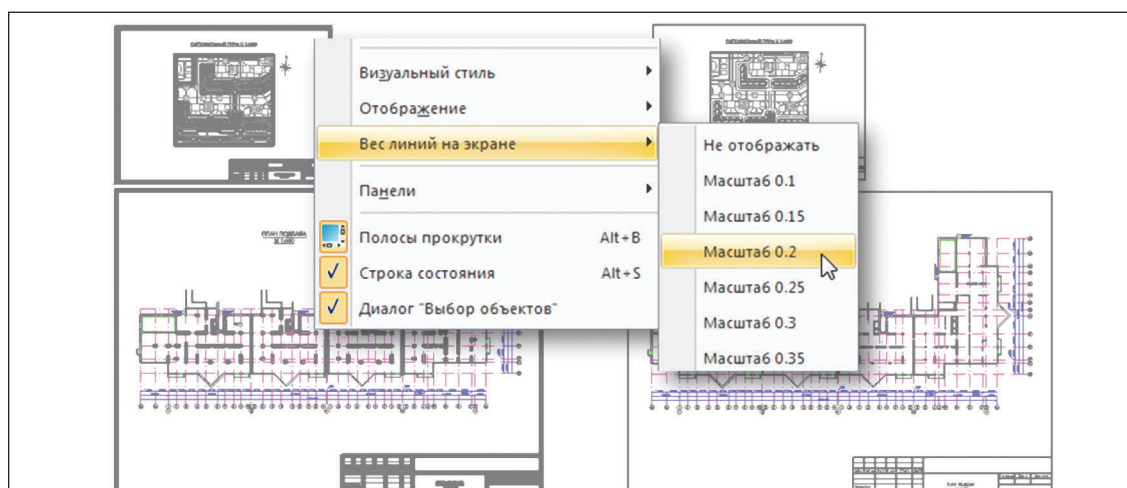 Визуальный стиль
Отображение
Вес линий на экране
Панели
Полосы прокрутки Alt+B
Строка состояния Alt+S
Диалог "Выбор объектов"
Не отображать
Масштаб 0.1
Масштаб 0.15
Масштаб 0.2
Масштаб 0.25
Масштаб 0.3
Масштаб 0.35